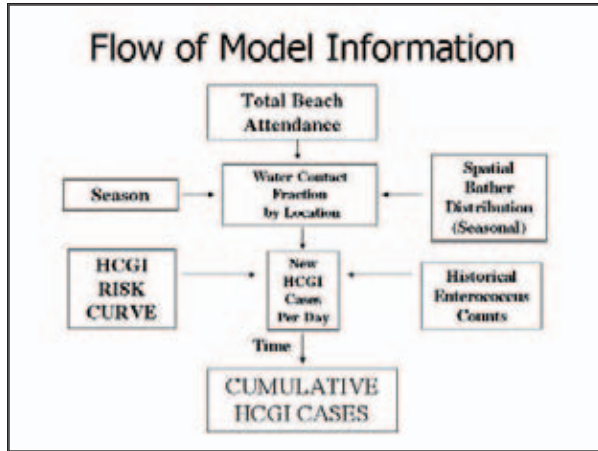 Flow of Model Information
Total Beach
Attendance
Season
Water Contact
Fraction
by Location
Spatial
Bather
Distribution
(Seasonal)
HCGI
RISK
CURVE
New
HCGI
Cases
Per Day
Historical
Enterococcus
Counts
Time
CUMULATIVE
HCGI CASES